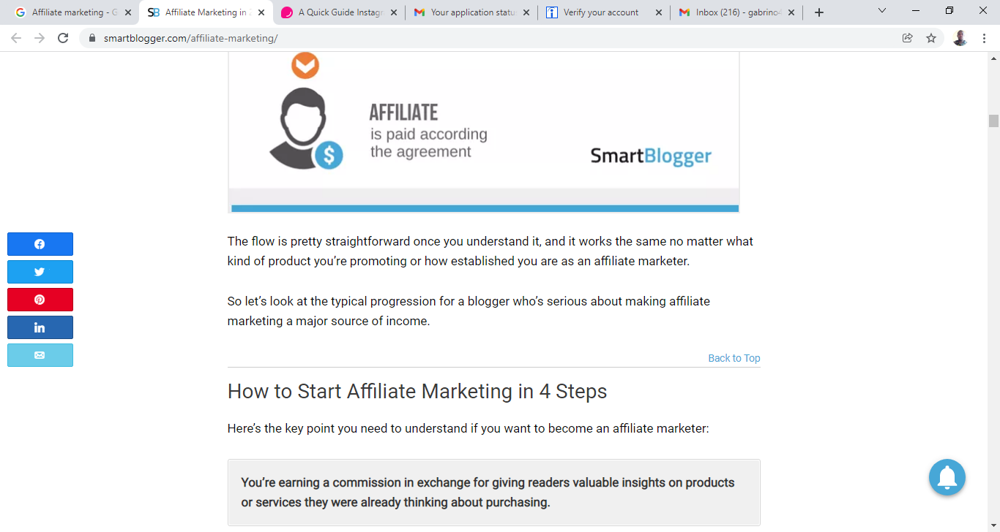 Affiliate marketing - G
Affiliate Marketing in 2
A Quick Guide Instagr
Your application statu
Verify your account
Inbox (216) - gabrino4
smartblogger.com/affiliate-marketing/
AFFILIATE
is paid according
the agreement
SmartBlogger
The flow is pretty straightforward once you understand it, and it works the same no matter what
kind of product you’re promoting or how established you are as an affiliate marketer.
So let’s look at the typical progression for a blogger who’s serious about making affiliate
marketing a major source of income.
Back to Top
How to Start Affiliate Marketing in 4 Steps
Here’s the key point you need to understand if you want to become an affiliate marketer:
You’re earning a commission in exchange for giving readers valuable insights on products
or services they were already thinking about purchasing.